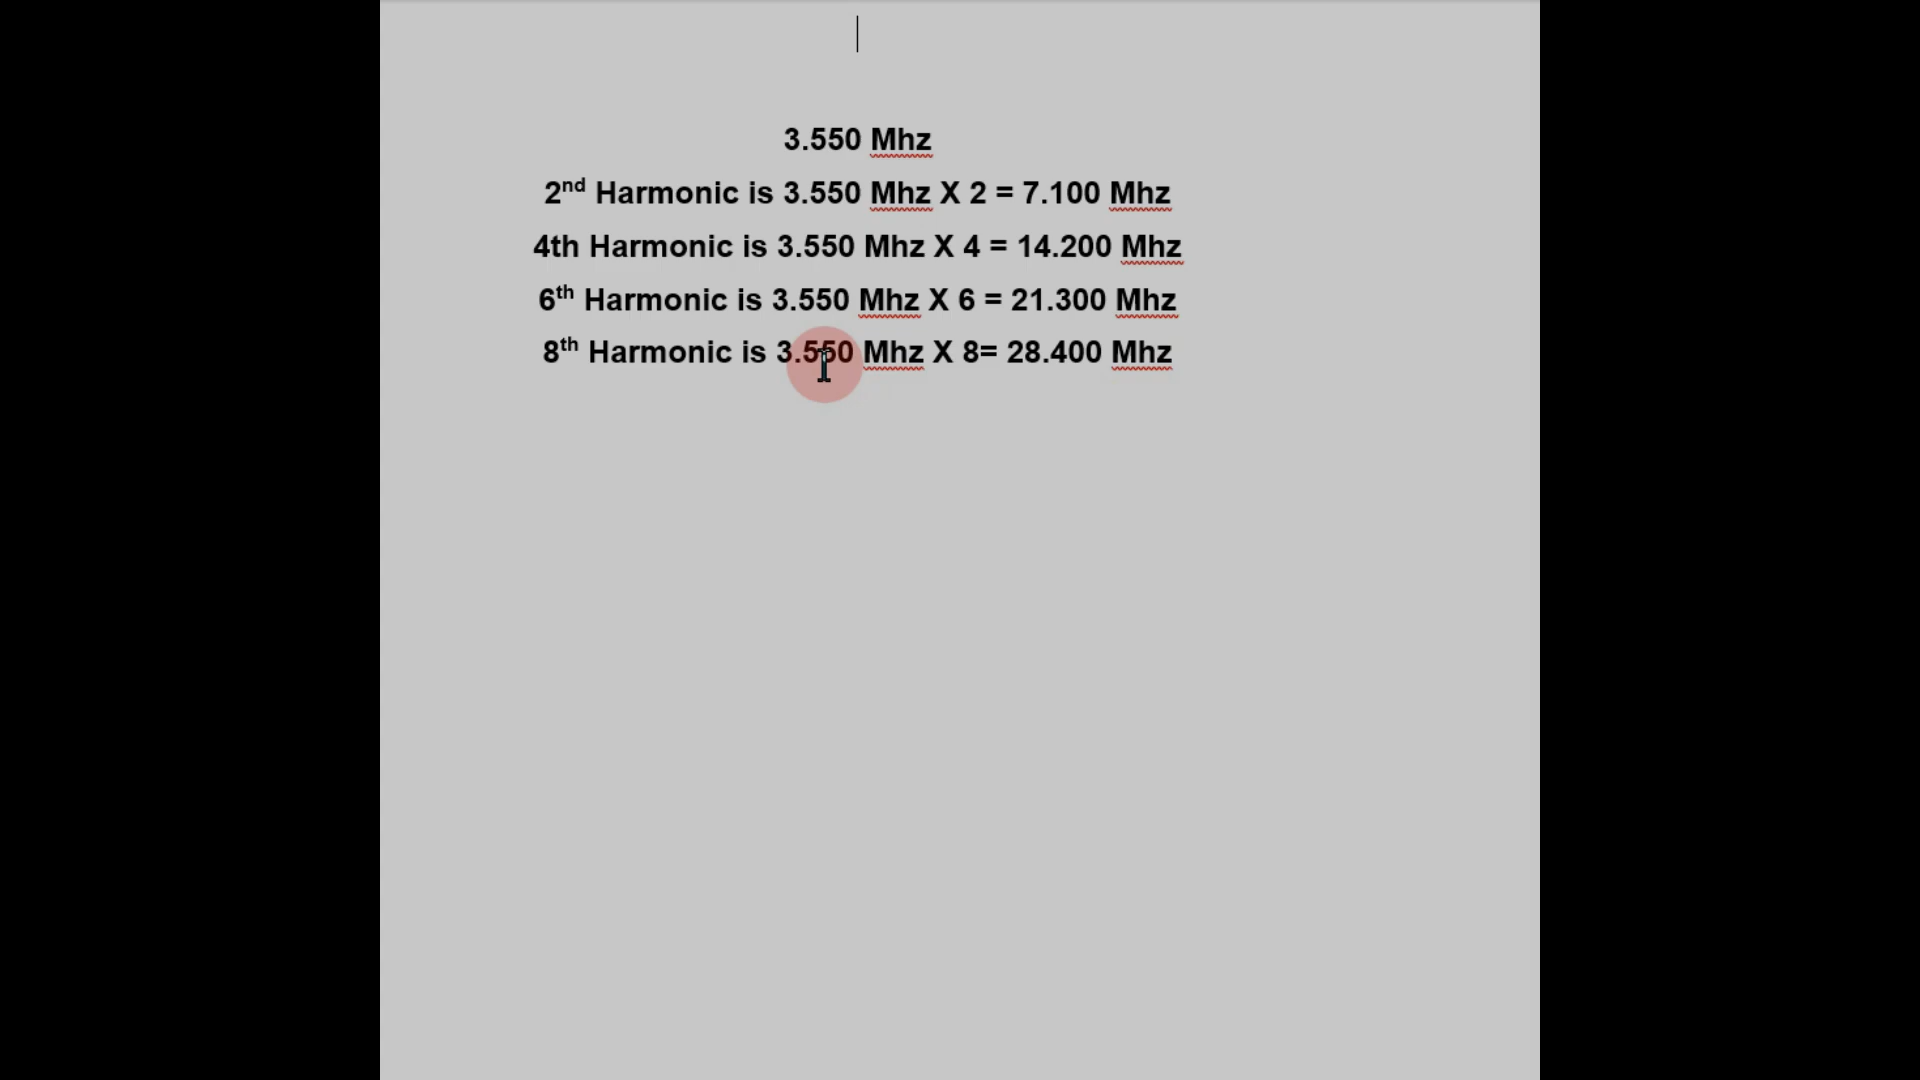 3.550 Mhz
2nd Harmonic is 3.550 Mhz X 2 = 7.100 Mhz
4th Harmonic is 3.550 Mhz X 4 = 14.200 Mhz
6th Harmonic is 3.550 Mhz X 6 = 21.300 Mhz
8th Harmonic is 3.550 Mhz X 8= 28.400 Mhz